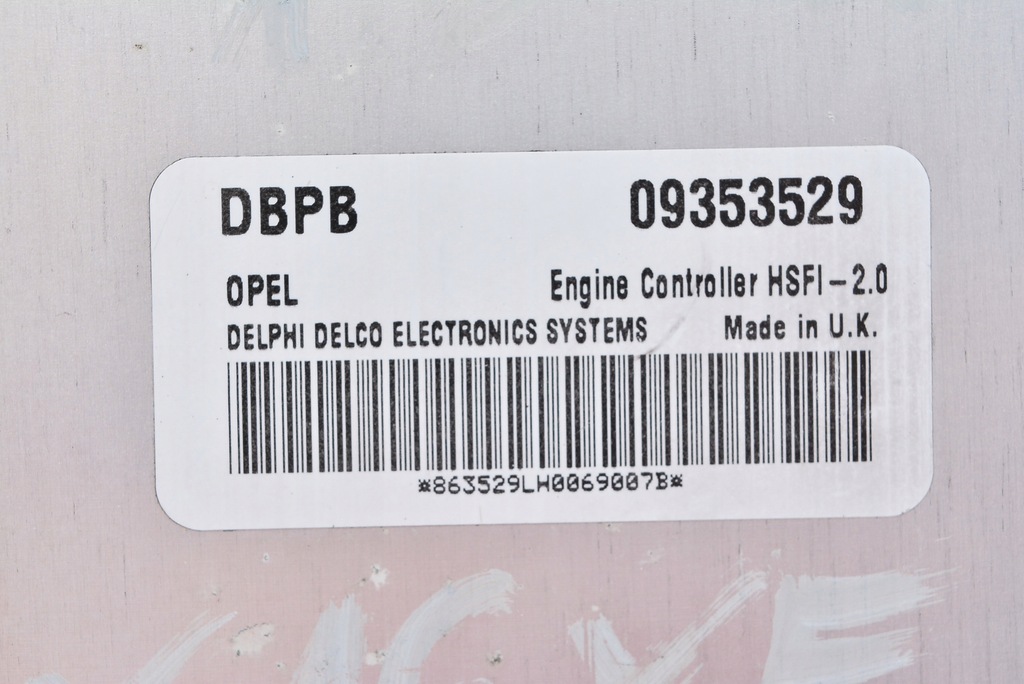 DBPB 09353529
OPEL Engine Controller HSFI-2.0
DELPHI DELCO ELECTRONICS SYSTEMS Made in U.K.
*863529LH0069007B*